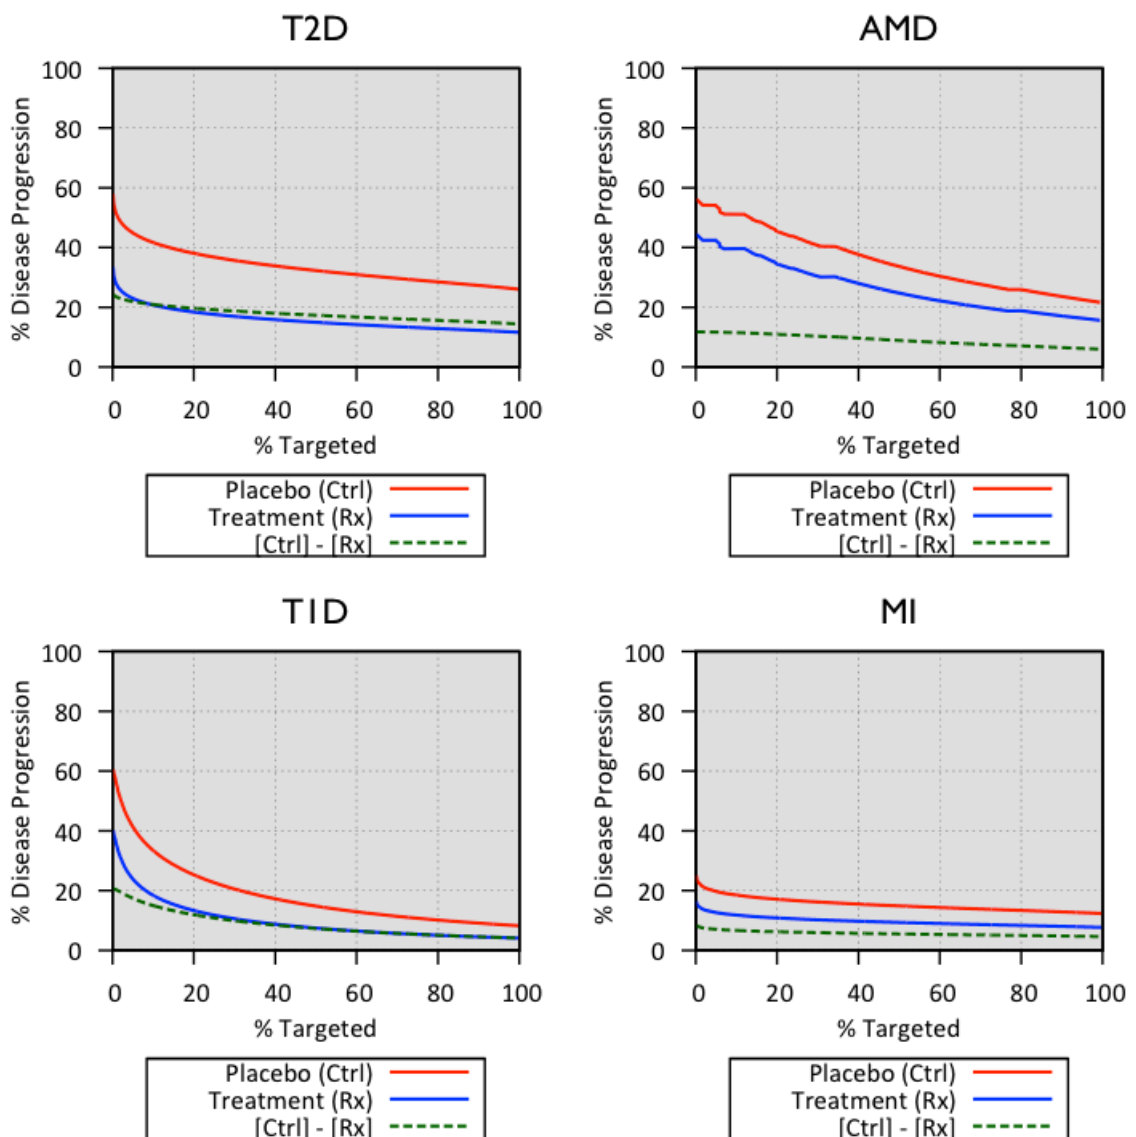 T2D
100
80
60
40
20
0
% Disease Progression
0 20 40 60 80 100
% Targeted
Placebo (Ctrl)
Treatment (Rx)
[Ctrl] - [Rx]
AMD
100
80
60
40
20
0
% Disease Progression
0 20 40 60 80 100
% Targeted
Placebo (Ctrl)
Treatment (Rx)
[Ctrl] - [Rx]
T1D
100
80
60
40
20
0
% Disease Progression
0 20 40 60 80 100
% Targeted
Placebo (Ctrl)
Treatment (Rx)
[Ctrl] - [Rx]
MI
100
80
60
40
20
0
% Disease Progression
0 20 40 60 80 100
% Targeted
Placebo (Ctrl)
Treatment (Rx)
[Ctrl] - [Rx]